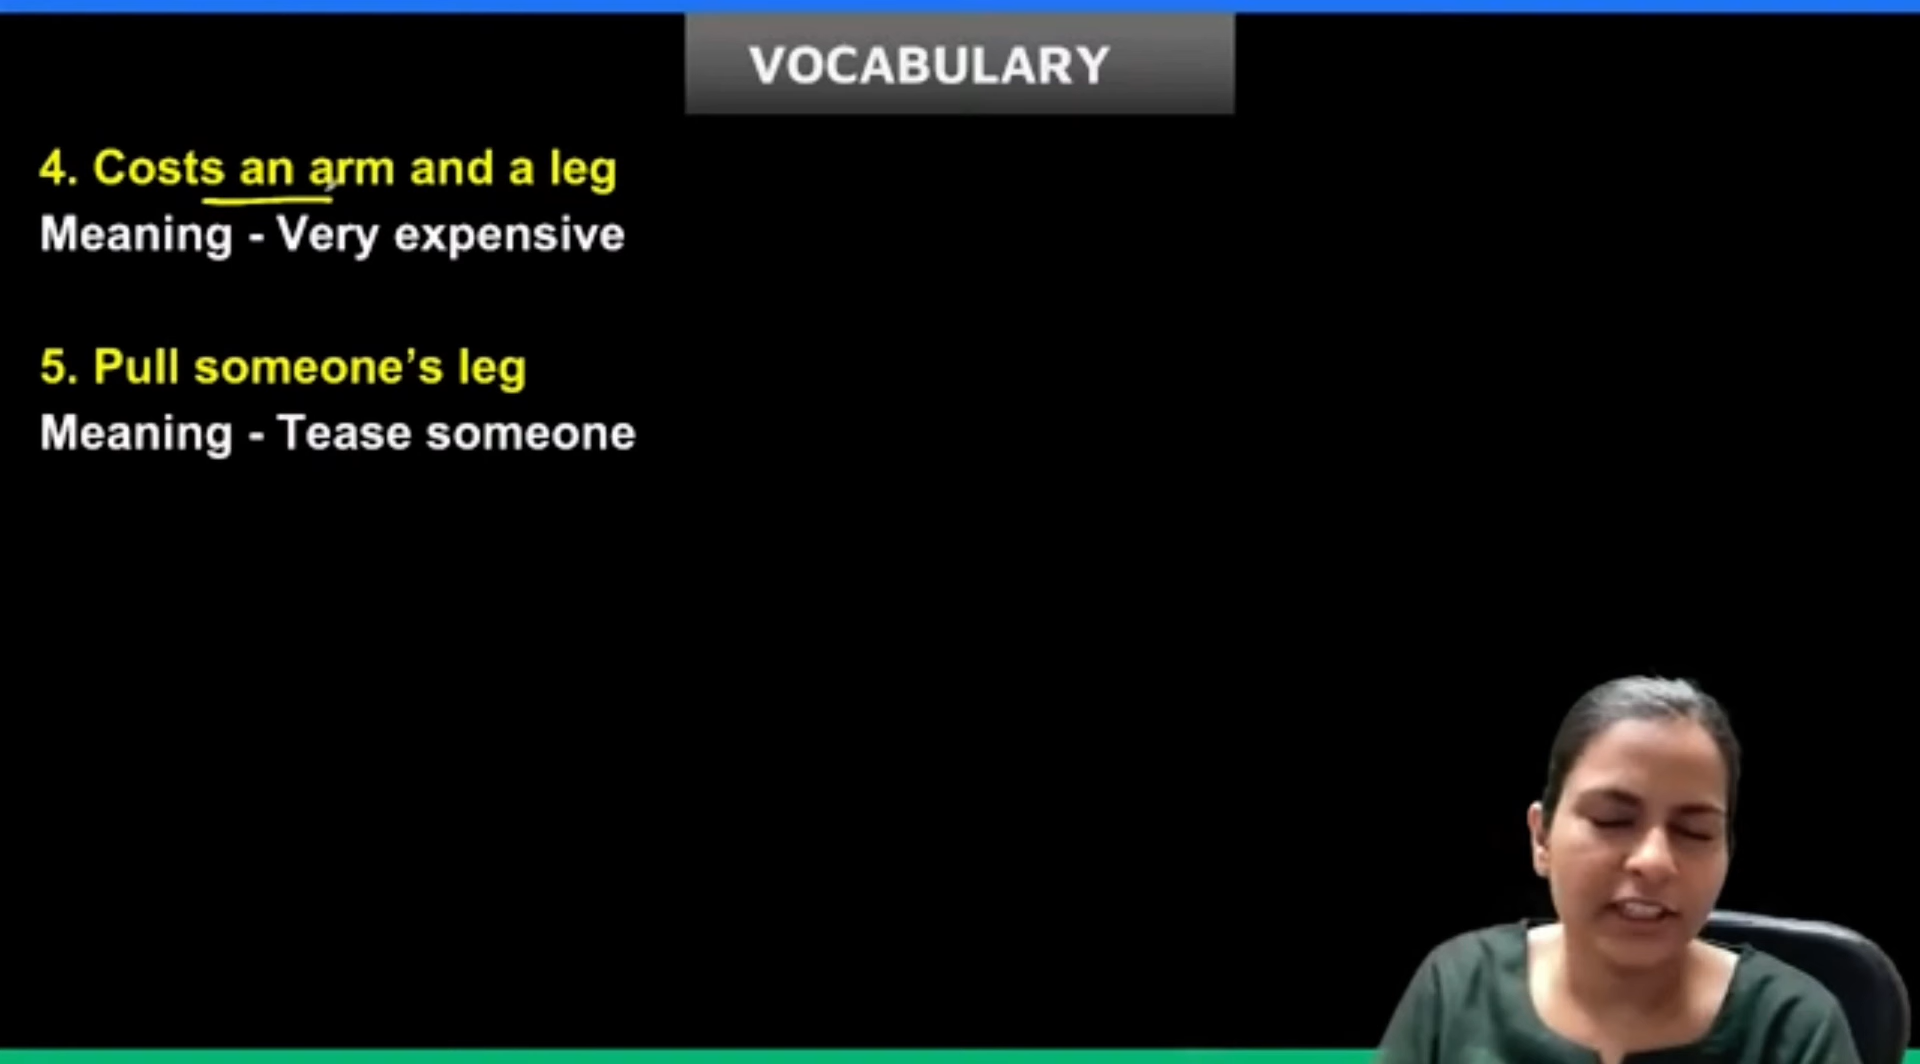 VOCABULARY
4. Costs an arm and a leg
Meaning - Very expensive
5. Pull someone’s leg
Meaning - Tease someone